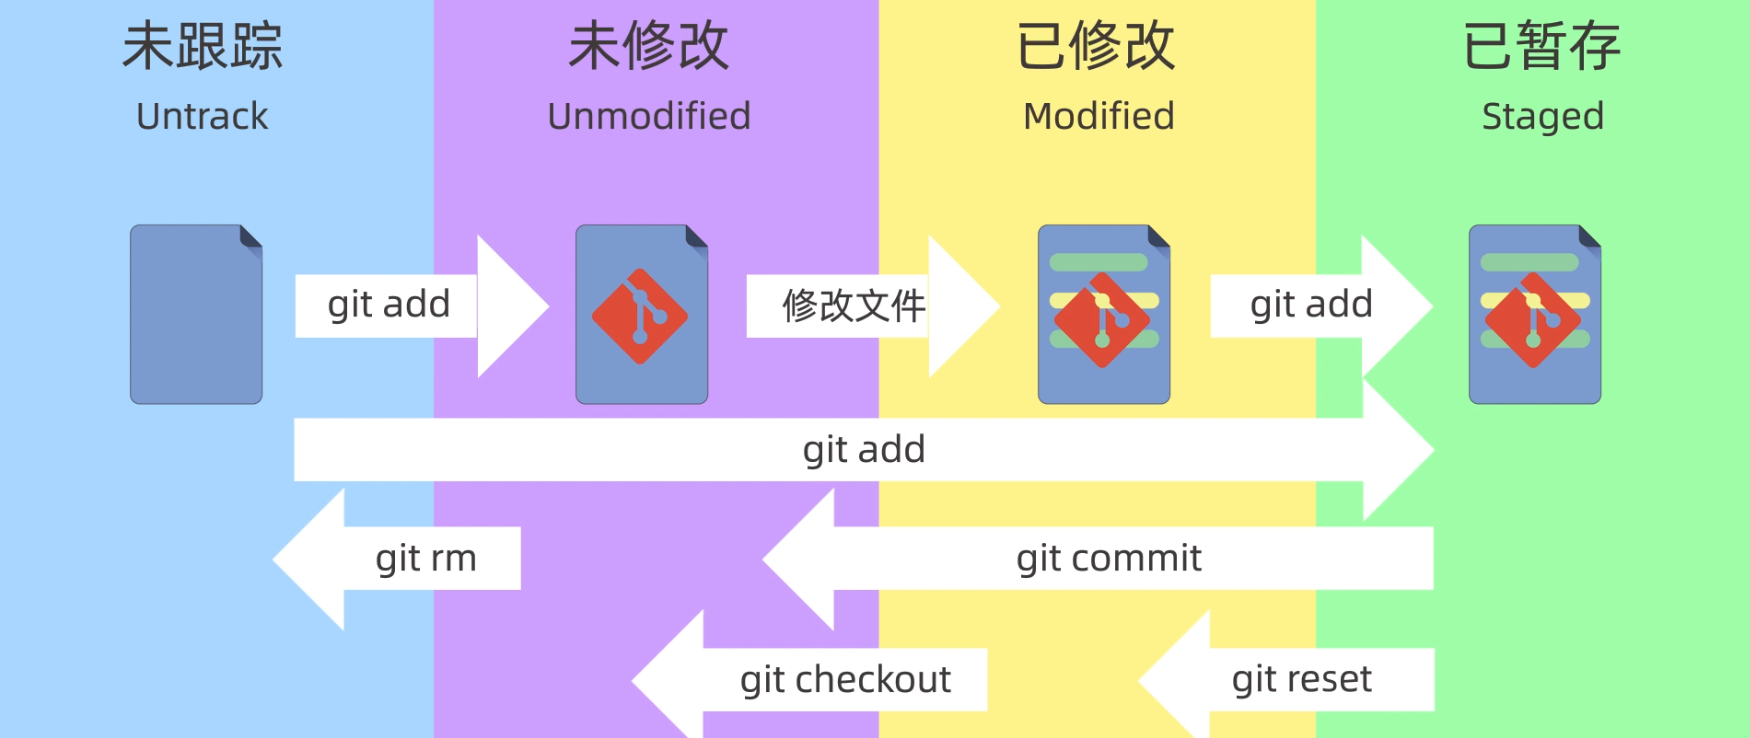 未跟踪
未修改
已修改
已暂存
Untrack
Unmodified
Modified
Staged
git add
修改文件
git add
git add
git rm
git commit
git checkout
git reset